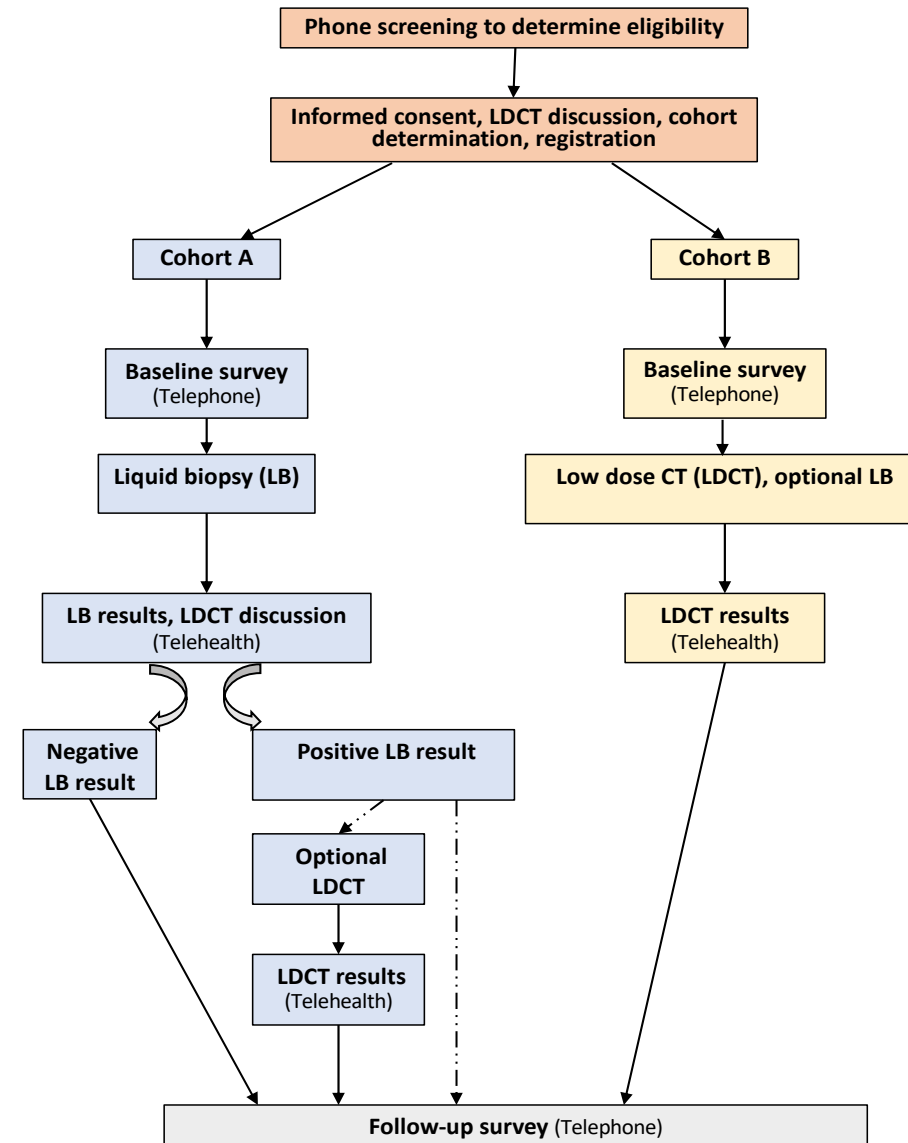 Phone screening to determine eligibility
Informed consent, LDCT discussion, cohort
determination, registration
Cohort A
Cohort B
Baseline survey
(Telephone)
Baseline survey
(Telephone)
Liquid biopsy (LB)
Low dose CT (LDCT), optional LB
LB results, LDCT discussion
(Telehealth)
LDCT results
(Telehealth)
Negative
LB result
Positive LB result
Optional
LDCT
LDCT results
(Telehealth)
Follow-up survey (Telephone)